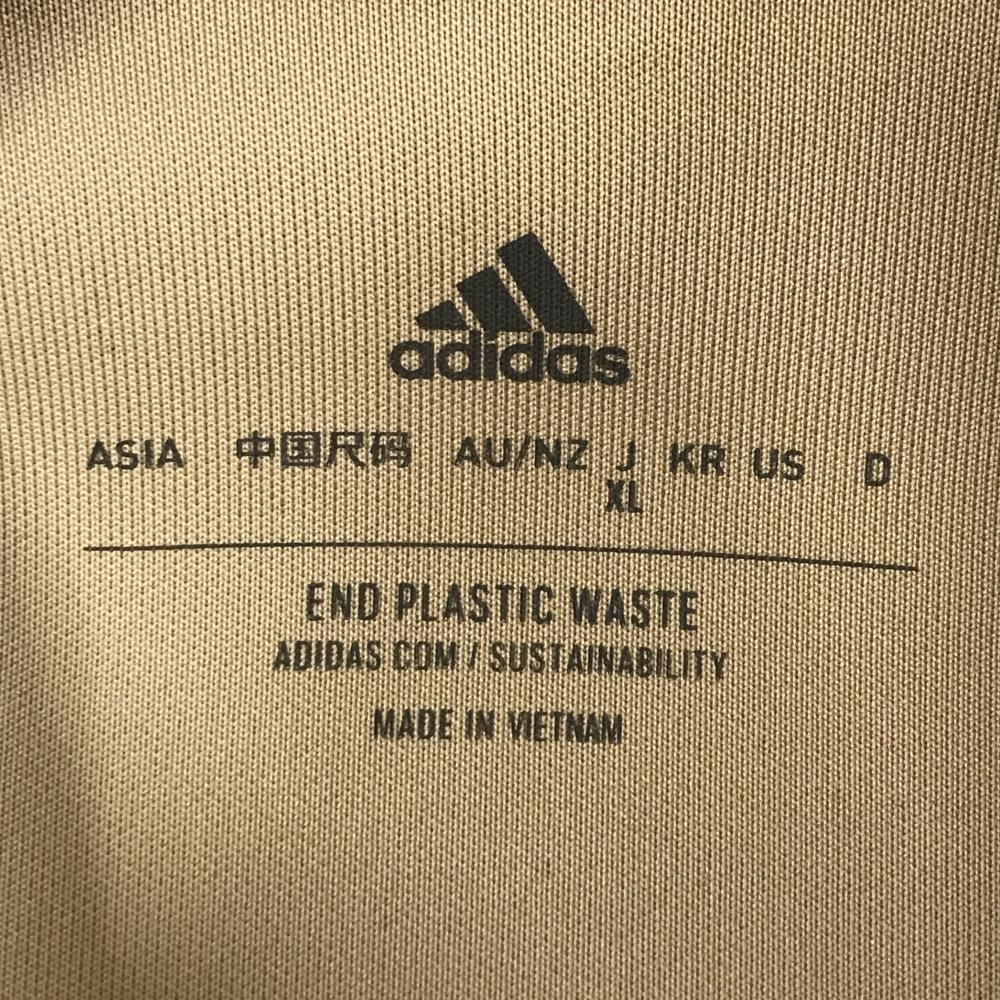 adidas
ASIA 中国尺码 AU/NZ J KR US D
XL
END PLASTIC WASTE
ADIDAS.COM / SUSTAINABILITY
MADE IN VIETNAM